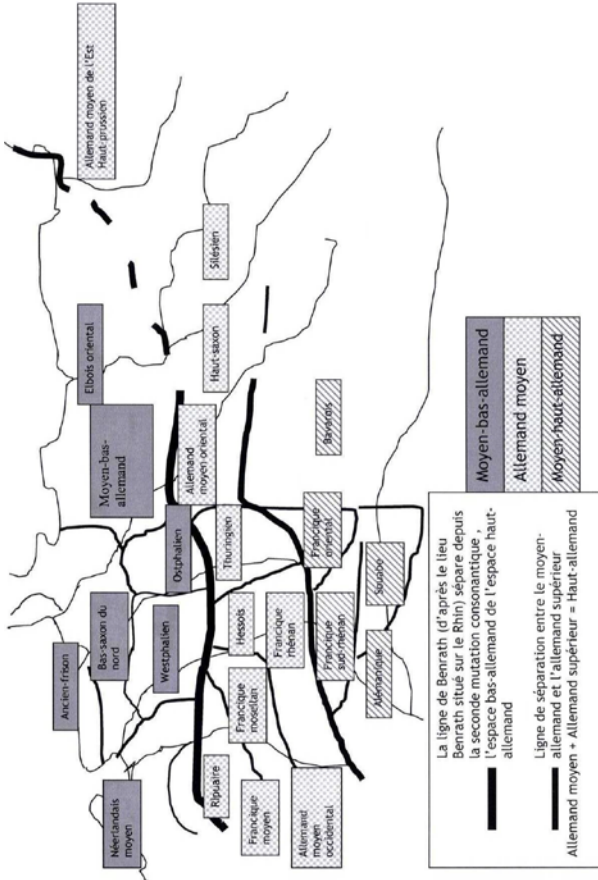 Néerlandais
moyen
Ancien-frison
Bas-saxon du
nord
Moyen-bas-
allemand
Elbois oriental
Allemand moyen de l'Est
Haut-prussien
Westphalien
Ostphalien
Ripuaire
Francique
mosellan
Hessois
Thuringien
Allemand
moyen-oriental
Haut-saxon
Silésien
Francique
moyen
Francique
rhénan
Allemand
moyen
occidental
Francique
sud-rhénan
Francique
oriental
Bavarois
Alémanique
Souabe
La ligne de Benrath (d'après le lieu
Benrath situé sur le Rhin) sépare depuis
la seconde mutation consonantique,
l'espace bas-allemand de l'espace haut-
allemand
Ligne de séparation entre le moyen-
allemand et l'allemand supérieur
Allemand moyen + Allemand supérieur = Haut-allemand
Moyen-bas-allemand
Allemand moyen
Moyen-haut-allemand